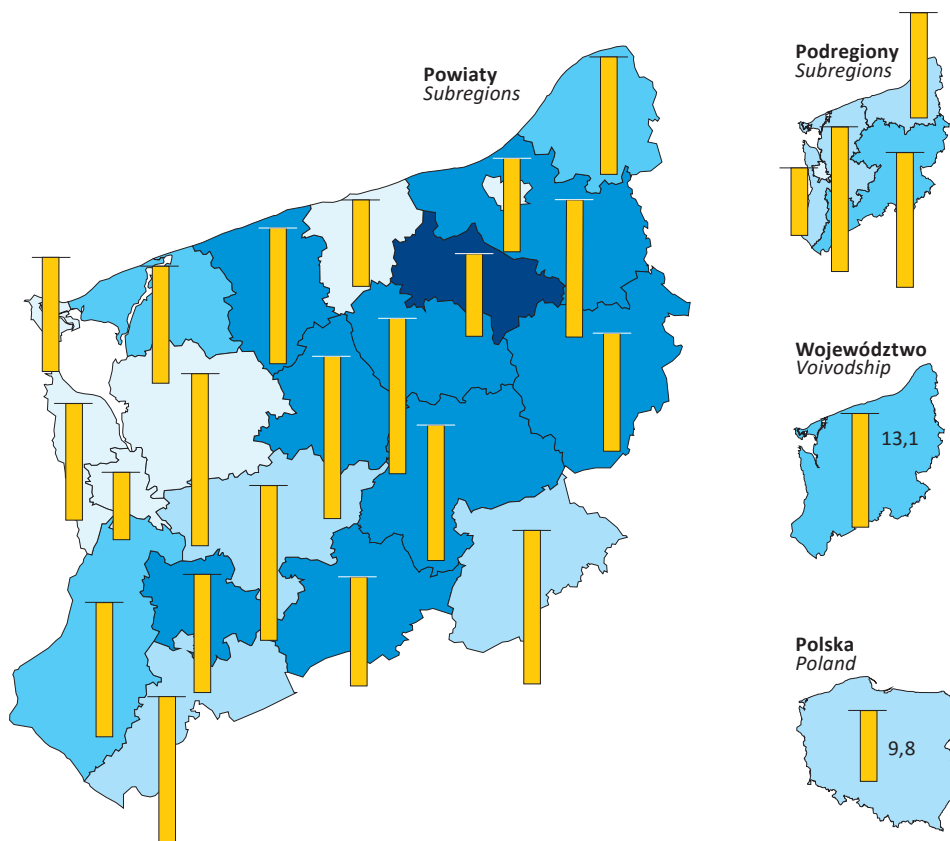 Powiaty
Subregions
Podregiony
Subregions
Województwo
Voivodship
13,1
Polska
Poland
9,8